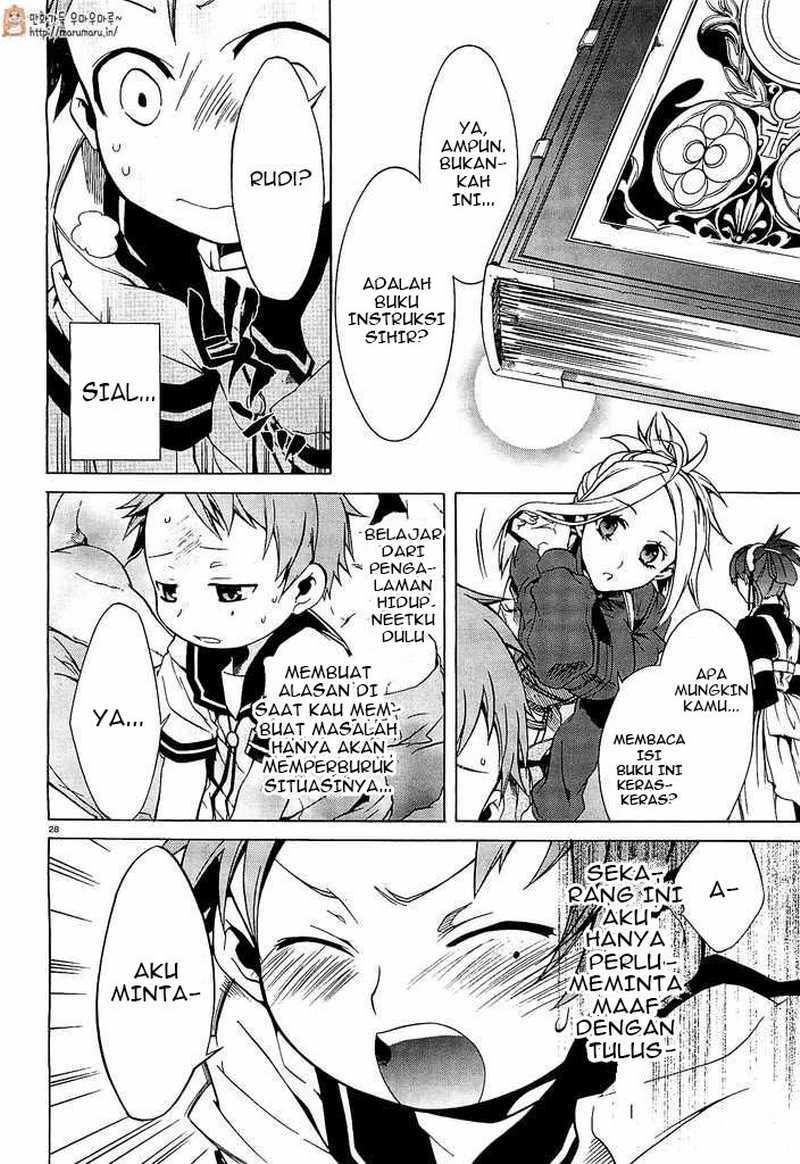 만화가득 우마우마루~
http://marumaru.in/
YA,
AMPUN.
BUKAN-
KAH
INI...
ADALAH
BUKU
INSTRUKSI
SIHIR?
RUDI?
SIAL...
APA
MUNGKIN
KAMU...
MEMBACA
ISI
BUKU INI
KERAS-
KERAS?
BELAJAR
DARI
PENGA-
LAMAN
HIDUP
NEETKU
DULU
MEMBUAT
ALASAN DI
SAAT KAU MEM-
BUAT MASALAH
HANYA AKAN
MEMPERBURUK
SITUASINYA...
YA...
28
A-
SEKA-
RANG INI
AKU
HANYA
PERLU
MEMINTA
MAAF
DENGAN
TULUS-
AKU
MINTA-